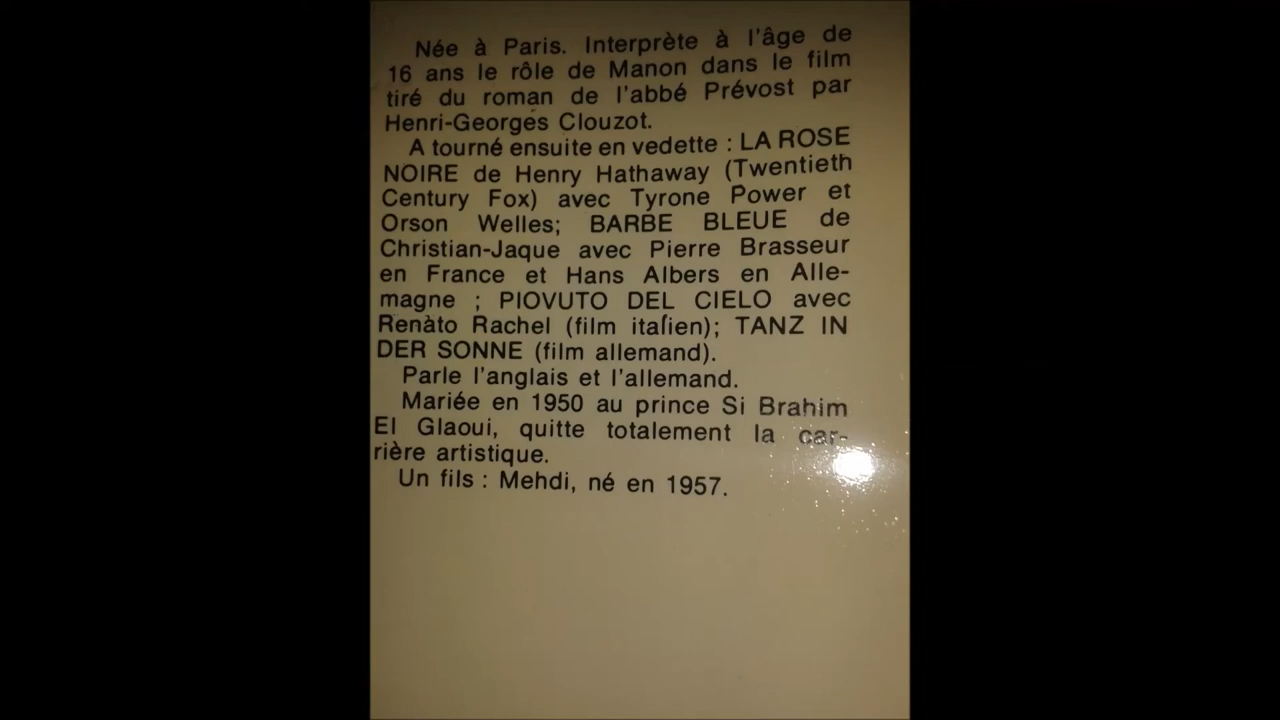 Née à Paris. Interprète à l'âge de
16 ans le rôle de Manon dans le film
tiré du roman de l'abbé Prévost par
Henri-Georges Clouzot.
A tourné ensuite en vedette : LA ROSE
NOIRE de Henry Hathaway (Twentieth
Century Fox) avec Tyrone Power et
Orson Welles; BARBE BLEUE de
Christian-Jaque avec Pierre Brasseur
en France et Hans Albers en Alle-
magne ; PIOVUTO DEL CIELO avec
Renàto Rachel (film italien); TANZ IN
DER SONNE (film allemand).
Parle l'anglais et l'allemand.
Mariée en 1950 au prince Si Brahim
El Glaoui, quitte totalement la car-
rière artistique.
Un fils : Mehdi, né en 1957.